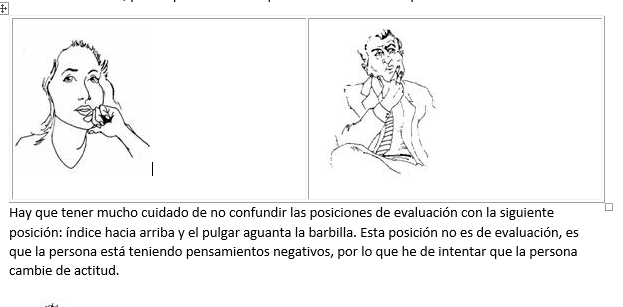 Hay que tener mucho cuidado de no confundir las posiciones de evaluación con la siguiente
posición: índice hacia arriba y el pulgar aguanta la barbilla. Esta posición no es de evaluación, es
que la persona está teniendo pensamientos negativos, por lo que he de intentar que la persona
cambie de actitud.